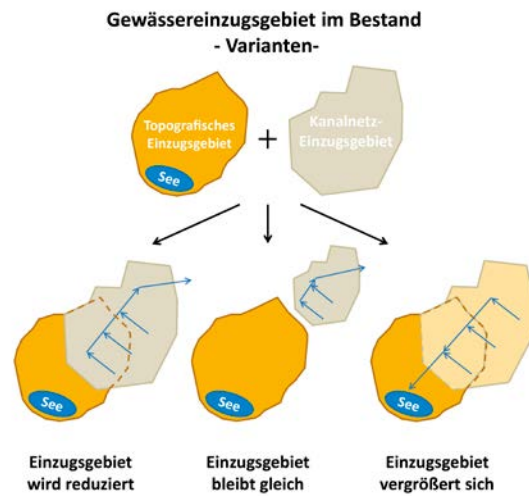 Gewässereinzugsgebiet im Bestand
- Varianten-
Topografisches
Einzugsgebiet
See
+
Kanalnetz-
Einzugsgebiet
See
See
Einzugsgebiet
wird reduziert
Einzugsgebiet
bleibt gleich
Einzugsgebiet
vergrößert sich